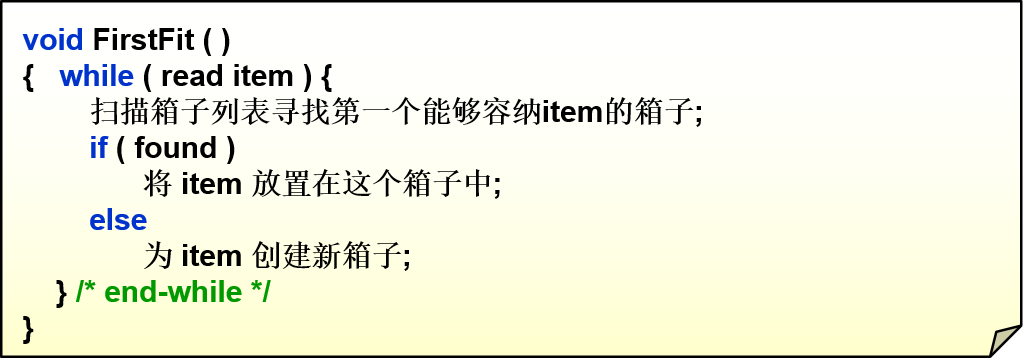 void FirstFit ( )
{ while ( read item ) {
扫描箱子列表寻找第一个能够容纳item的箱子;
if ( found )
将 item 放置在这个箱子中;
else
为 item 创建新箱子;
} /* end-while */
}